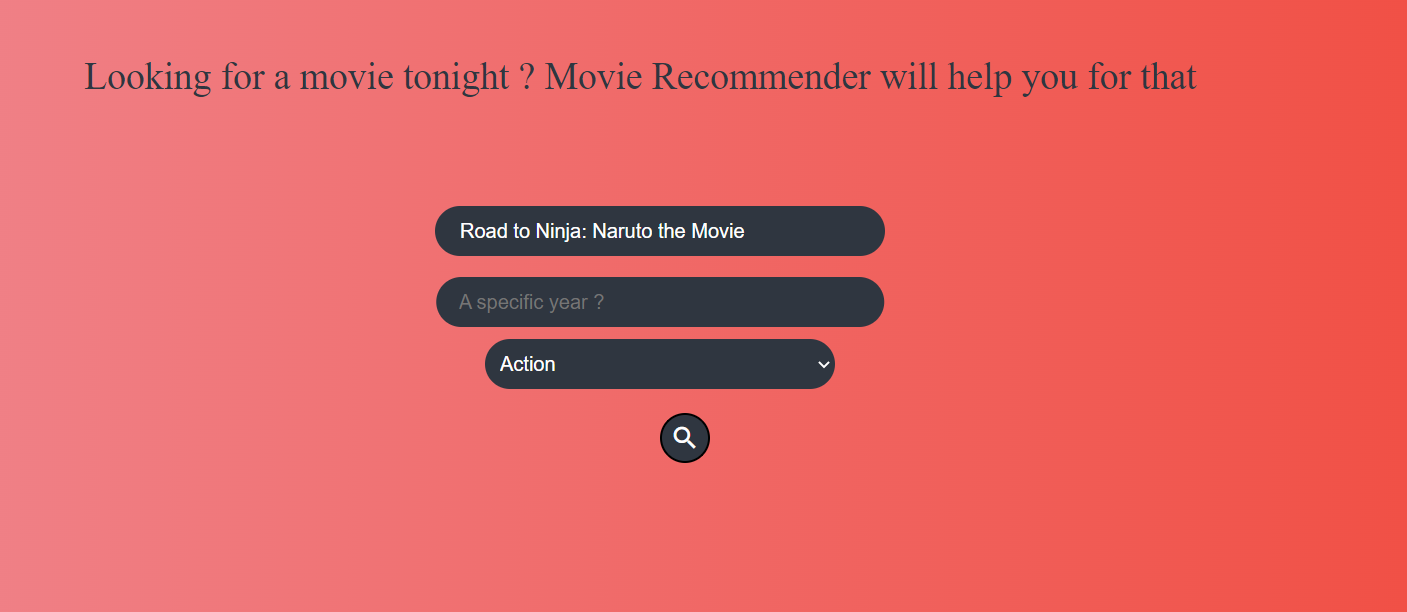 Looking for a movie tonight ? Movie Recommender will help you for that
Road to Ninja: Naruto the Movie
A specific year ?
Action